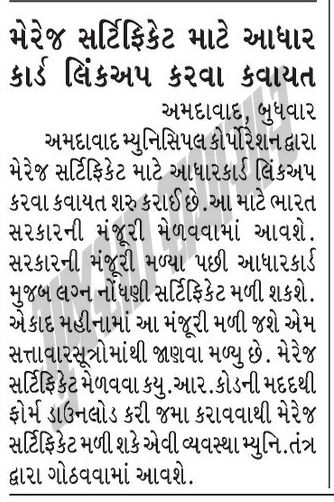 મેરેજ સર્ટિફિકેટ માટે આધાર
કાર્ડ લિંકઅપ કરવા કવાયત
અમદાવાદ, બુધવાર
અમદાવાદ મ્યુનિસિપલ કોર્પોરેશન દ્વારા
મેરેજ સર્ટિફિકેટ માટે આધારકાર્ડ લિંકઅપ
કરવા કવાયત શરુ કરાઈ છે. આ માટે ભારત
સરકારની મંજૂરી મેળવવામાં આવશે.
સરકારની મંજૂરી મળ્યા પછી આધારકાર્ડ
મુજબ લગ્ન નોંધણી સર્ટિફિકેટ મળી શકશે.
એકાદ મહીનામાં આ મંજૂરી મળી જશે એમ
સત્તાવારસૂત્રોમાંથી જાણવા મળ્યુ છે. મેરેજ
સર્ટિફિકેટ મેળવવા કયુ.આર.કોડની મદદથી
ફોર્મ ડાઉનલોડ કરી જમા કરાવવાથી મેરેજ
સર્ટિફિકેટ મળી શકે એવી વ્યવસ્થા મ્યુનિ.તંત્ર
દ્વારા ગોઠવવામાં આવશે.